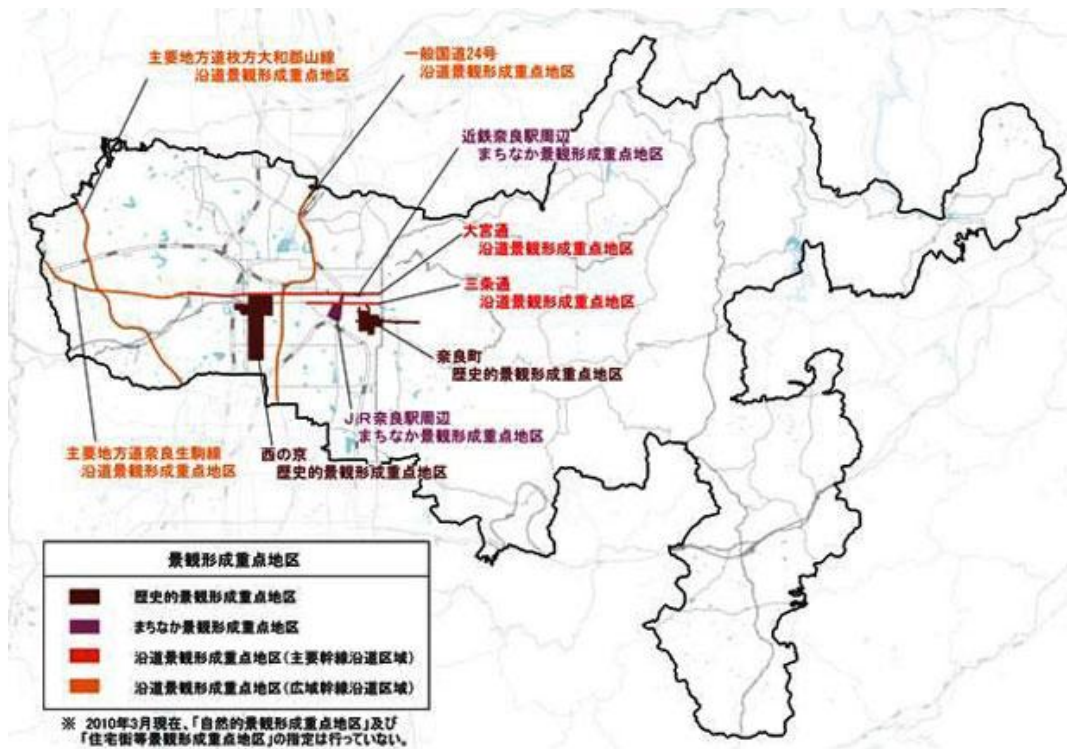 主要地方道枚方大和郡山線
沿道景観形成重点地区
一般国道24号
沿道景観形成重点地区
近鉄奈良駅周辺
まちなか景観形成重点地区
大宮通
沿道景観形成重点地区
三条通
沿道景観形成重点地区
奈良町
歴史的景観形成重点地区
JR奈良駅周辺
まちなか景観形成重点地区
主要地方道奈良生駒線
沿道景観形成重点地区
西の京
歴史的景観形成重点地区
景観形成重点地区
歴史的景観形成重点地区
まちなか景観形成重点地区
沿道景観形成重点地区(主要幹線沿道区域)
沿道景観形成重点地区(広域幹線沿道区域)
※ 2010年3月現在、「自然的景観形成重点地区」及び
「住宅街等景観形成重点地区」の指定は行っていない。